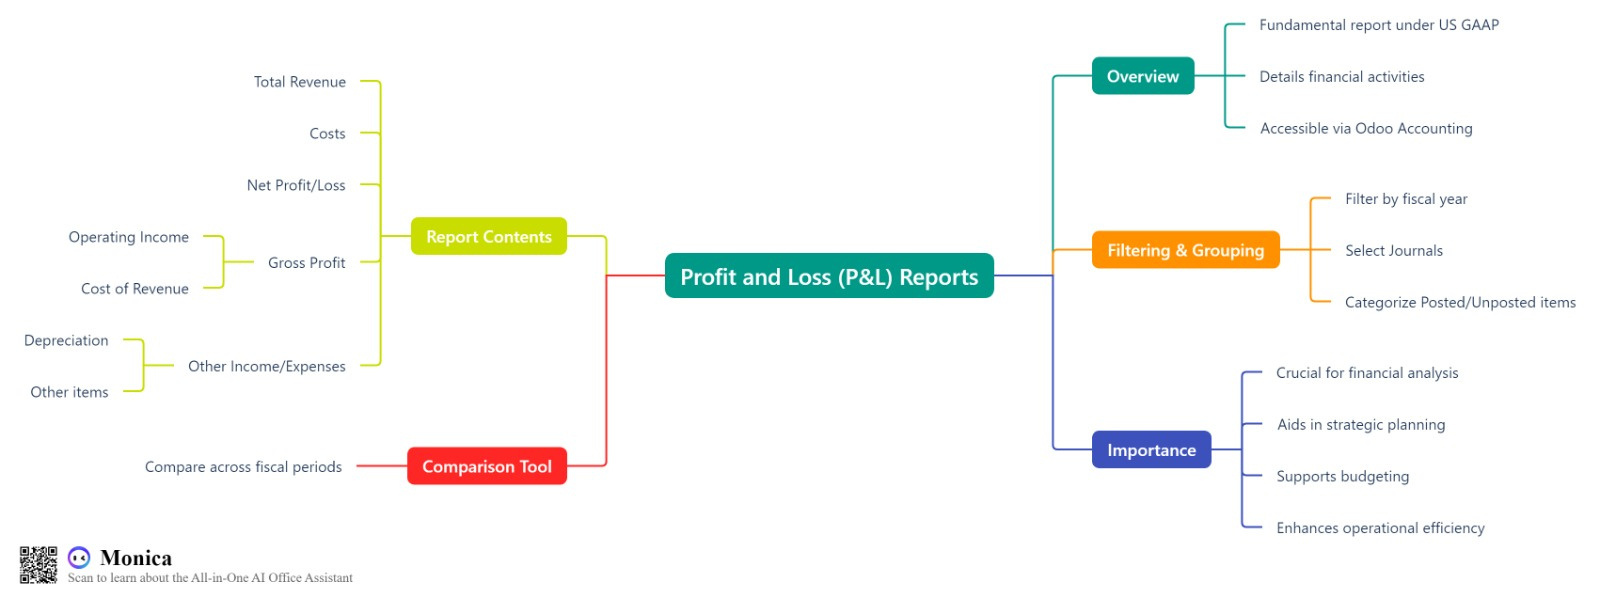 Profit and Loss (P&L) Reports
Overview
Fundamental report under US GAAP
Details financial activities
Accessible via Odoo Accounting
Filtering & Grouping
Filter by fiscal year
Select Journals
Categorize Posted/Unposted items
Importance
Crucial for financial analysis
Aids in strategic planning
Supports budgeting
Enhances operational efficiency
Report Contents
Total Revenue
Costs
Net Profit/Loss
Gross Profit
Operating Income
Cost of Revenue
Other Income/Expenses
Depreciation
Other items
Comparison Tool
Compare across fiscal periods
Monica
Scan to learn about the All-in-One AI Office Assistant